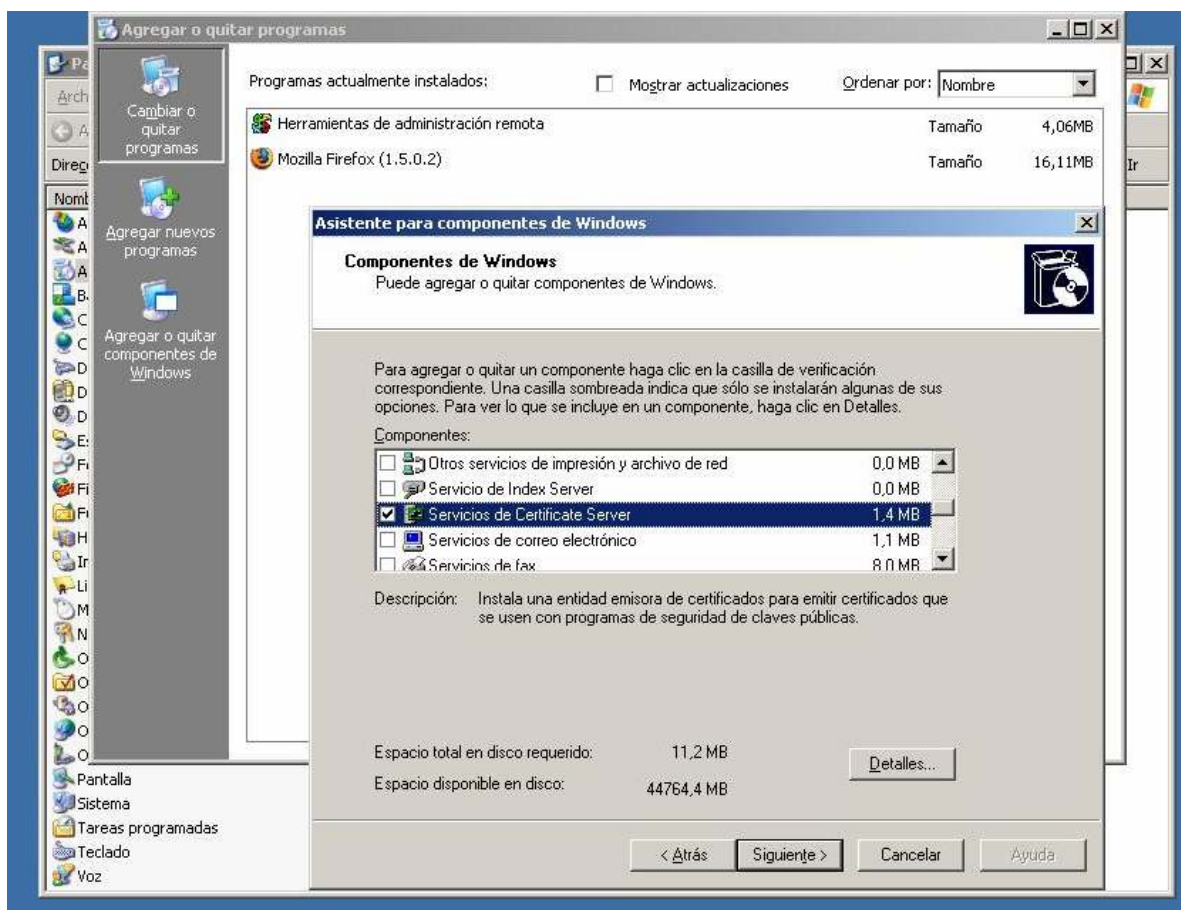 Agregar o quitar programas
Pa
Arch
A
Direc
Nomb
A
A
A
B
C
C
D
D
D
E
Fi
Fi
F
H
Ir
Li
M
N
O
O
O
O
O
Pantalla
Sistema
Tareas programadas
Teclado
Voz
Ir
Cambiar o
quitar
programas
Agregar nuevos
programas
Agregar o quitar
componentes de
Windows
Programas actualmente instalados:
Mostrar actualizaciones
Ordenar por: Nombre
Herramientas de administración remota Tamaño 4,06MB
Mozilla Firefox (1.5.0.2) Tamaño 16,11MB
Asistente para componentes de Windows
Componentes de Windows
Puede agregar o quitar componentes de Windows.
Para agregar o quitar un componente haga clic en la casilla de verificación
correspondiente. Una casilla sombreada indica que sólo se instalarán algunas de sus
opciones. Para ver lo que se incluye en un componente, haga clic en Detalles.
Componentes:
Otros servicios de impresión y archivo de red 0,0 MB
Servicio de Index Server 0,0 MB
Servicios de Certificate Server 1,4 MB
Servicios de correo electrónico 1,1 MB
Servicios de fax 8,0 MB
Descripción: Instala una entidad emisora de certificados para emitir certificados que
se usen con programas de seguridad de claves públicas.
Espacio total en disco requerido: 11,2 MB
Espacio disponible en disco: 44764,4 MB
Detalles...
< Atrás
Siguiente >
Cancelar
Ayuda